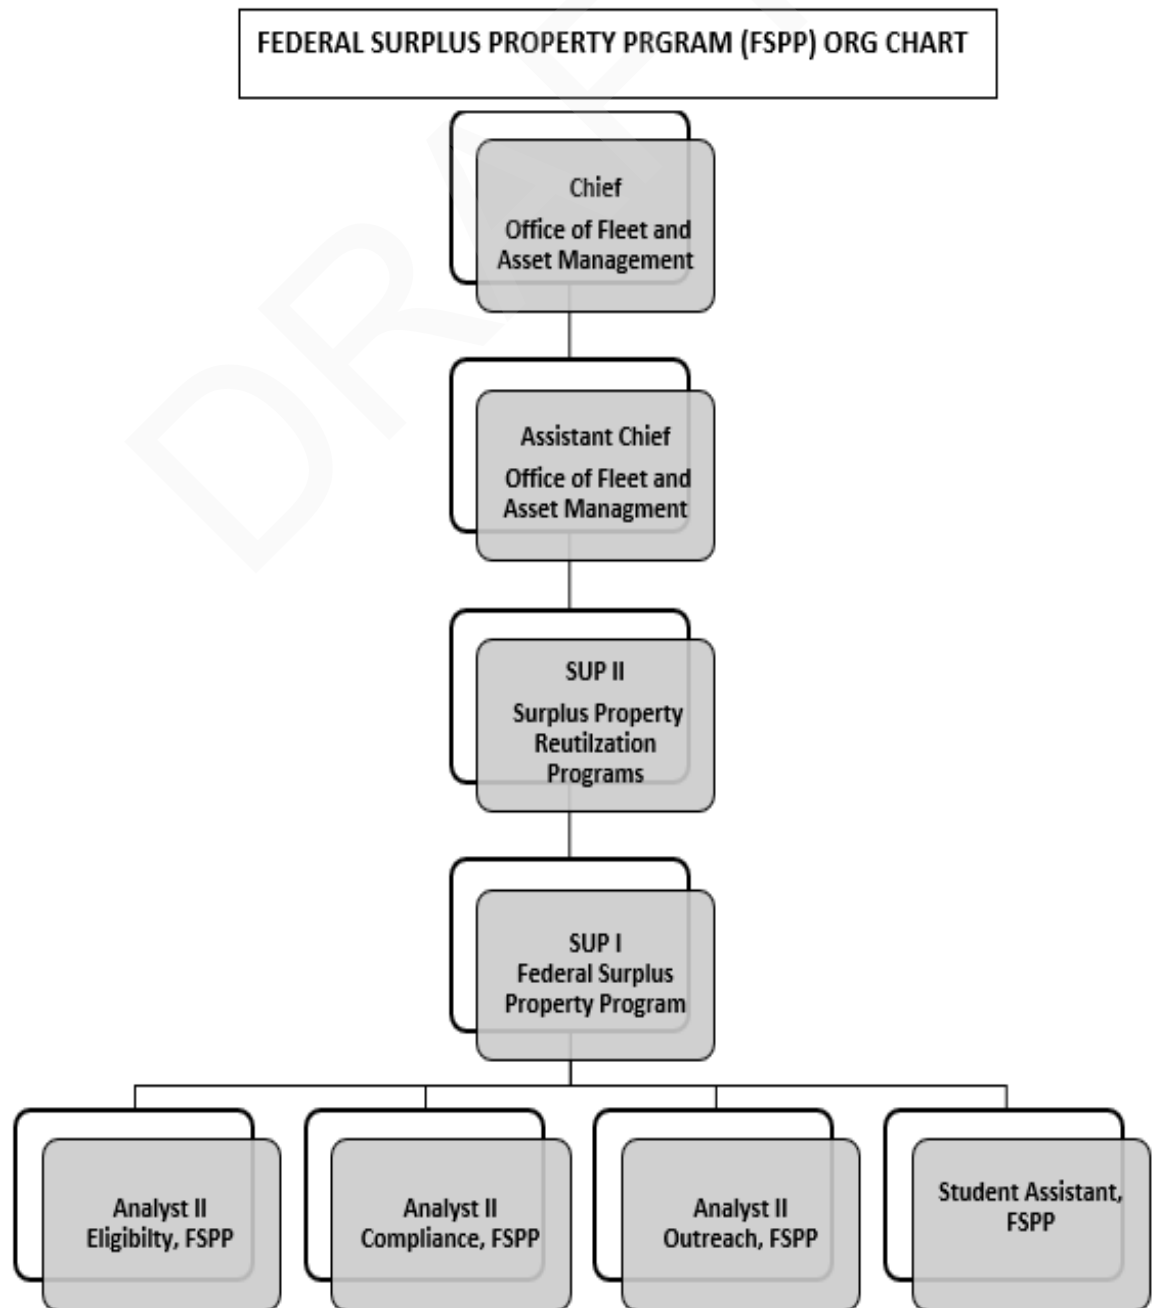 FEDERAL SURPLUS PROPERTY PRGRAM (FSPP) ORG CHART
Chief
Office of Fleet and
Asset Management
Assistant Chief
Office of Fleet and
Asset Managment
SUP II
Surplus Property
Reutilzation
Programs
SUP I
Federal Surplus
Property Program
Analyst II
Eligibilty, FSPP
Analyst II
Compliance, FSPP
Analyst II
Outreach, FSPP
Student Assistant,
FSPP
DRAFT